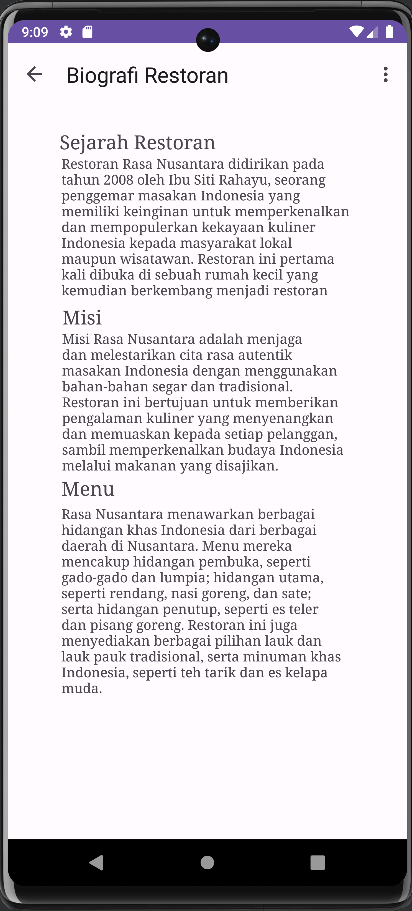 9:09
Biografi Restoran
Sejarah Restoran
Restoran Rasa Nusantara didirikan pada
tahun 2008 oleh Ibu Siti Rahayu, seorang
penggemar masakan Indonesia yang
memiliki keinginan untuk memperkenalkan
dan mempopulerkan kekayaan kuliner
Indonesia kepada masyarakat lokal
maupun wisatawan. Restoran ini pertama
kali dibuka di sebuah rumah kecil yang
kemudian berkembang menjadi restoran
Misi
Misi Rasa Nusantara adalah menjaga
dan melestarikan cita rasa autentik
masakan Indonesia dengan menggunakan
bahan-bahan segar dan tradisional.
Restoran ini bertujuan untuk memberikan
pengalaman kuliner yang menyenangkan
dan memuaskan kepada setiap pelanggan,
sambil memperkenalkan budaya Indonesia
melalui makanan yang disajikan.
Menu
Rasa Nusantara menawarkan berbagai
hidangan khas Indonesia dari berbagai
daerah di Nusantara. Menu mereka
mencakup hidangan pembuka, seperti
gado-gado dan lumpia; hidangan utama,
seperti rendang, nasi goreng, dan sate;
serta hidangan penutup, seperti es teler
dan pisang goreng. Restoran ini juga
menyediakan berbagai pilihan lauk dan
lauk pauk tradisional, serta minuman khas
Indonesia, seperti teh tarik dan es kelapa
muda.